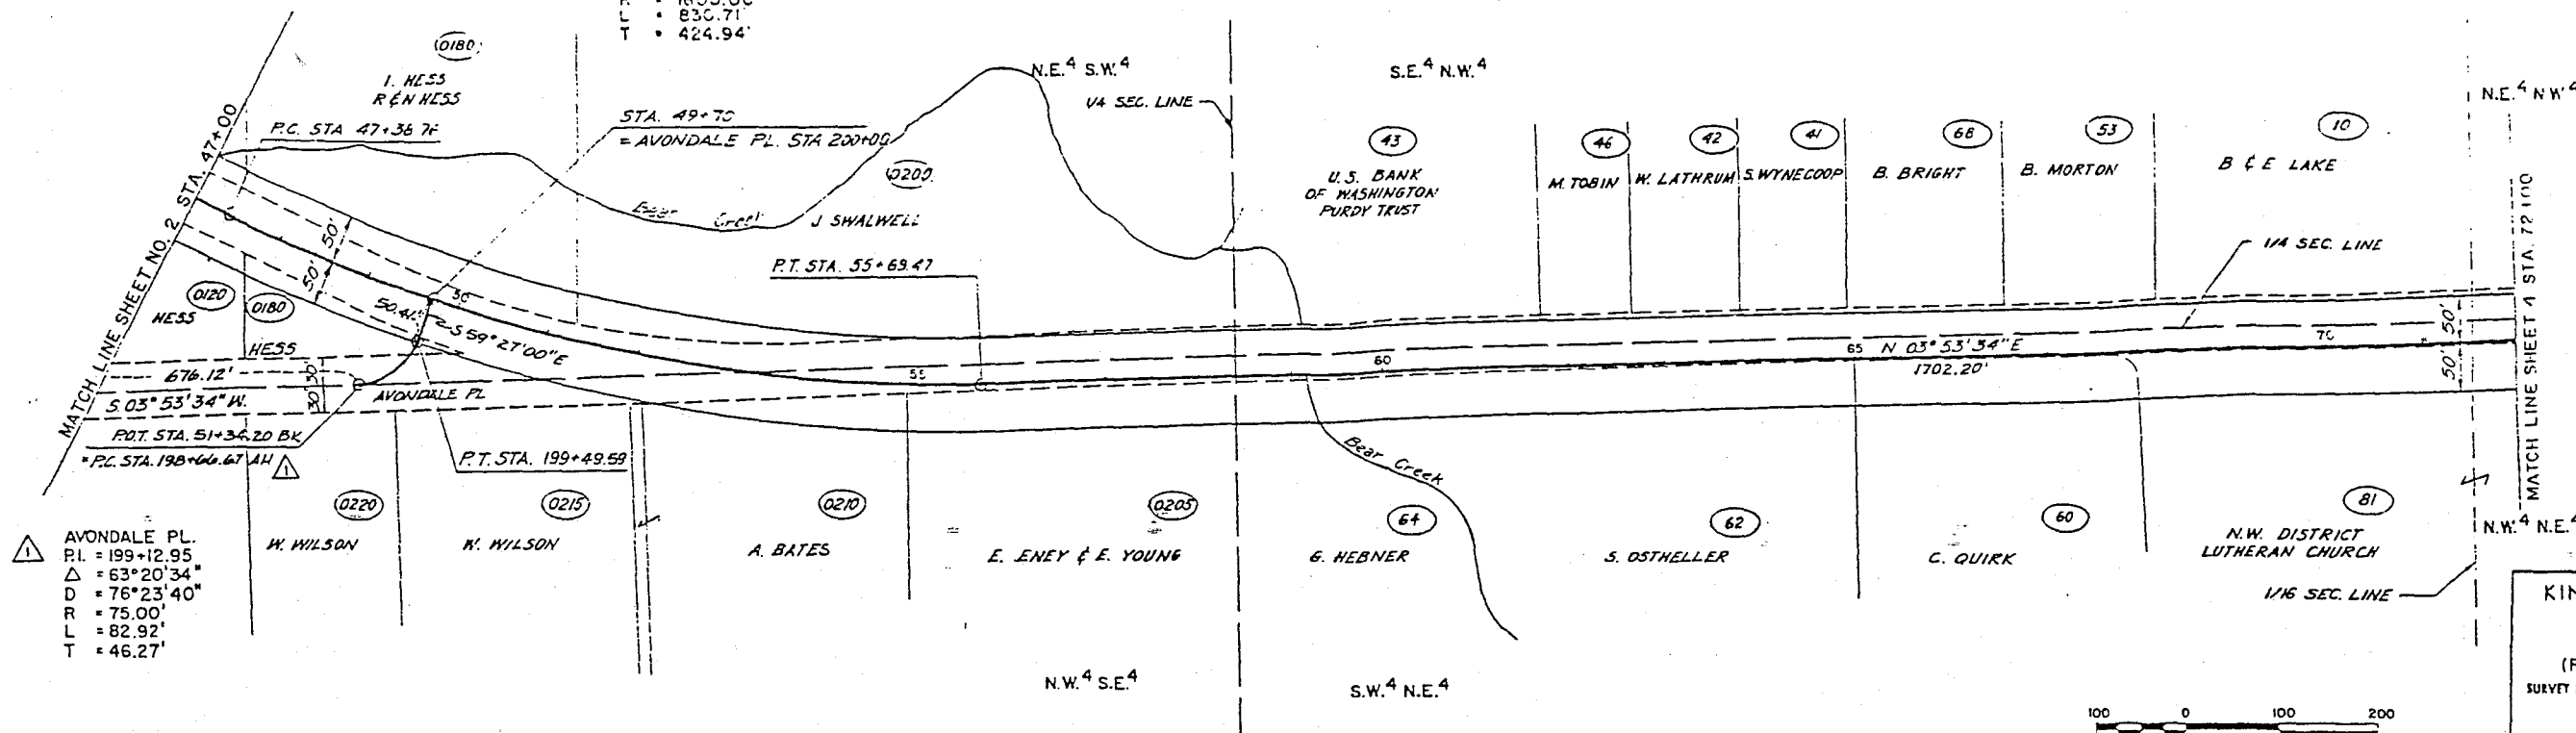 L = 830.71'
T = 424.94'
0180
I. HESS
R & N HESS
P.C. STA 47+38.76
STA. 49+70
= AVONDALE PL. STA 200+00
0200
J SWALWELL
Bear Creek
N.E.4 S.W.4
1/4 SEC. LINE
S.E.4 N.W.4
43
U.S. BANK
OF WASHINGTON
PURDY TRUST
46
M. TOBIN
42
W. LATHRUM
41
S. WYNECOOP
68
B. BRIGHT
53
B. MORTON
10
B & E LAKE
N.E.4 N.W.4
1/4 SEC. LINE
MATCH LINE SHEET NO. 2 STA. 47+00
50'
50'
P.T. STA. 55+69.47
0120
HESS
0180
HESS
50.41'
S 59°27'00"E
50
55
60
65
N 03°53'34"E
1702.20'
70
50'
50'
MATCH LINE SHEET 4 STA. 72+00
676.12'
S. 03°53'34" W.
30'
30'
AVONDALE PL
P.O.T. STA. 51+34.20 BK
= P.C. STA. 198+66.67 AH
1
P.T. STA. 199+49.59
Bear Creek
0220
W. WILSON
0215
W. WILSON
0210
A. BATES
0205
E. ENEY & E. YOUNG
64
G. HEBNER
62
S. OSTHELLER
60
C. QUIRK
81
N.W. DISTRICT
LUTHERAN CHURCH
N.W.4 N.E.4
1/16 SEC. LINE
1
AVONDALE PL.
P.I. = 199+12.95
Δ = 63°20'34"
D = 76°23'40"
R = 75.00'
L = 82.92'
T = 46.27'
N.W.4 S.E.4
S.W.4 N.E.4
100 0 100 200
KIN
(F
SURVEY